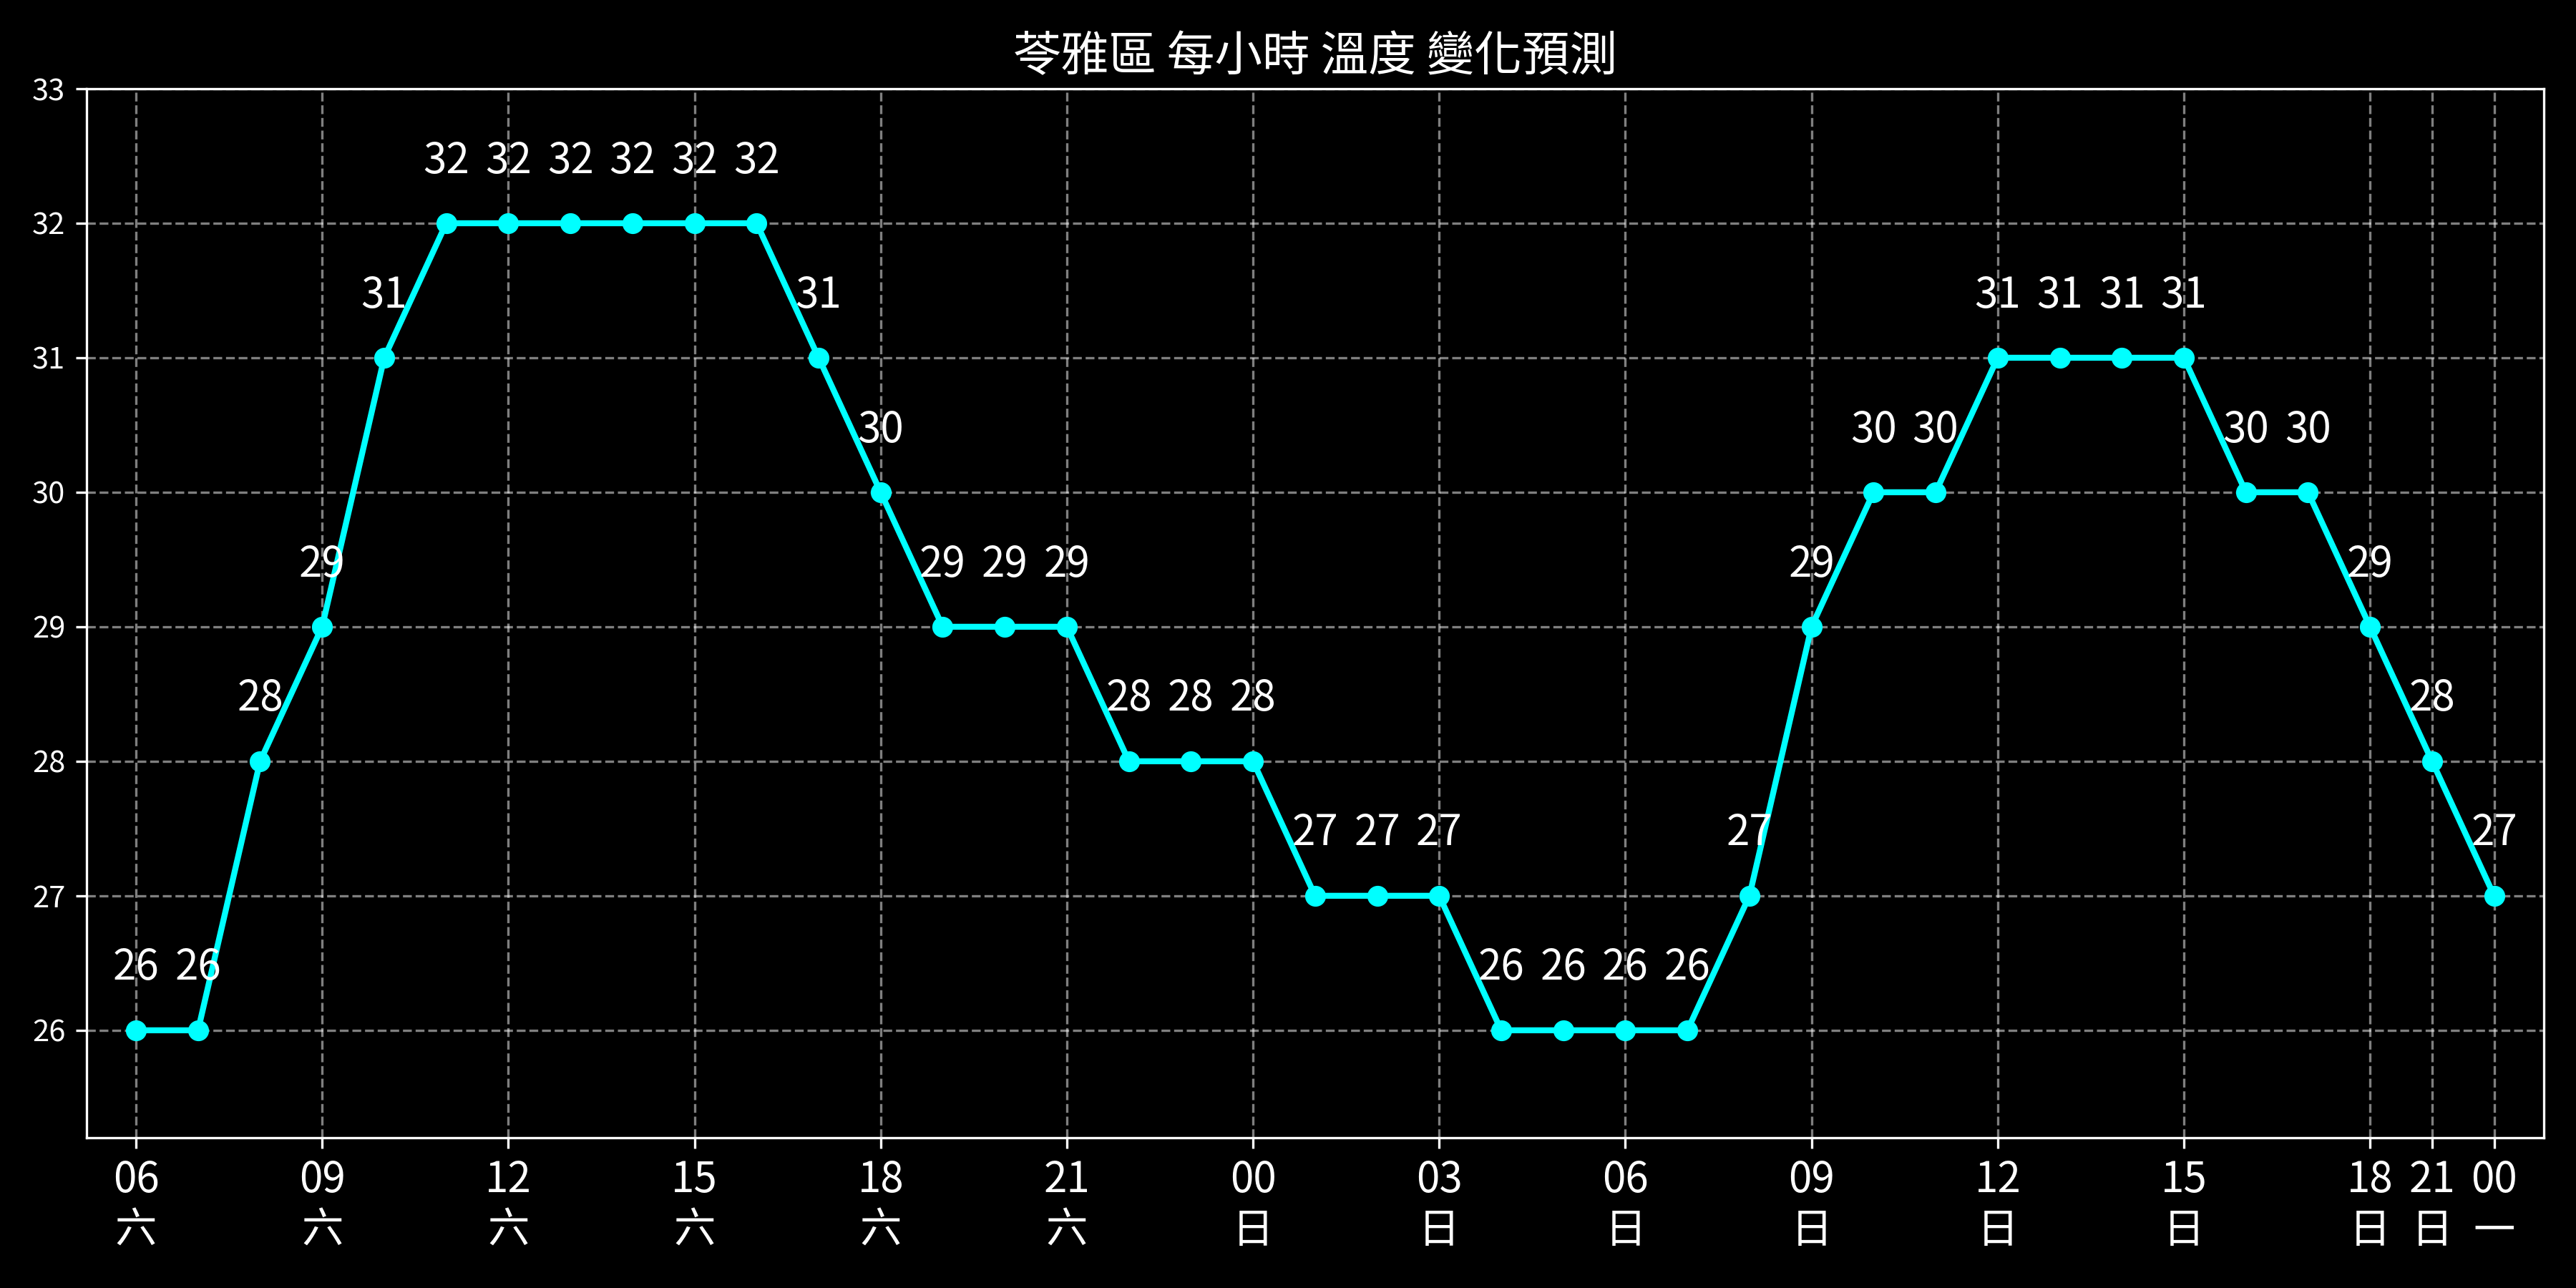 苓雅區 每小時 溫度 變化預測
33
32 32 32 32 32 32
32
31 31 31 31 31 31
31
30 30 30 30 30
30
29 29 29 29 29 29
29
28 28 28 28 28
28
27 27 27 27 27
27
26 26 26 26 26 26
26
06 09 12 15 18 21 00 03 06 09 12 15 18 21 00
六 六 六 六 六 六 日 日 日 日 日 日 日 日 一